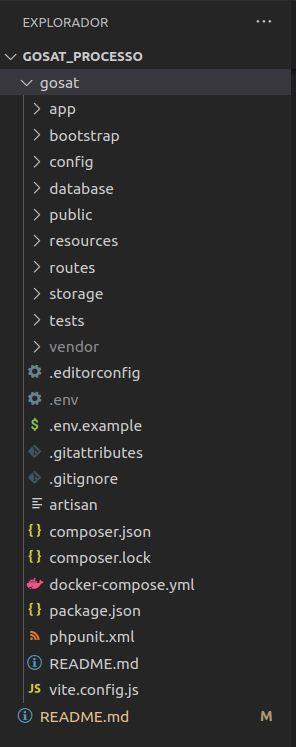 EXPLORADOR ...
GOSAT_PROCESSO
gosat
app
bootstrap
config
database
public
resources
routes
storage
tests
vendor
.editorconfig
.env
$ .env.example
.gitattributes
.gitignore
artisan
{} composer.json
{} composer.lock
docker-compose.yml
{} package.json
phpunit.xml
README.md
JS vite.config.js
README.md M